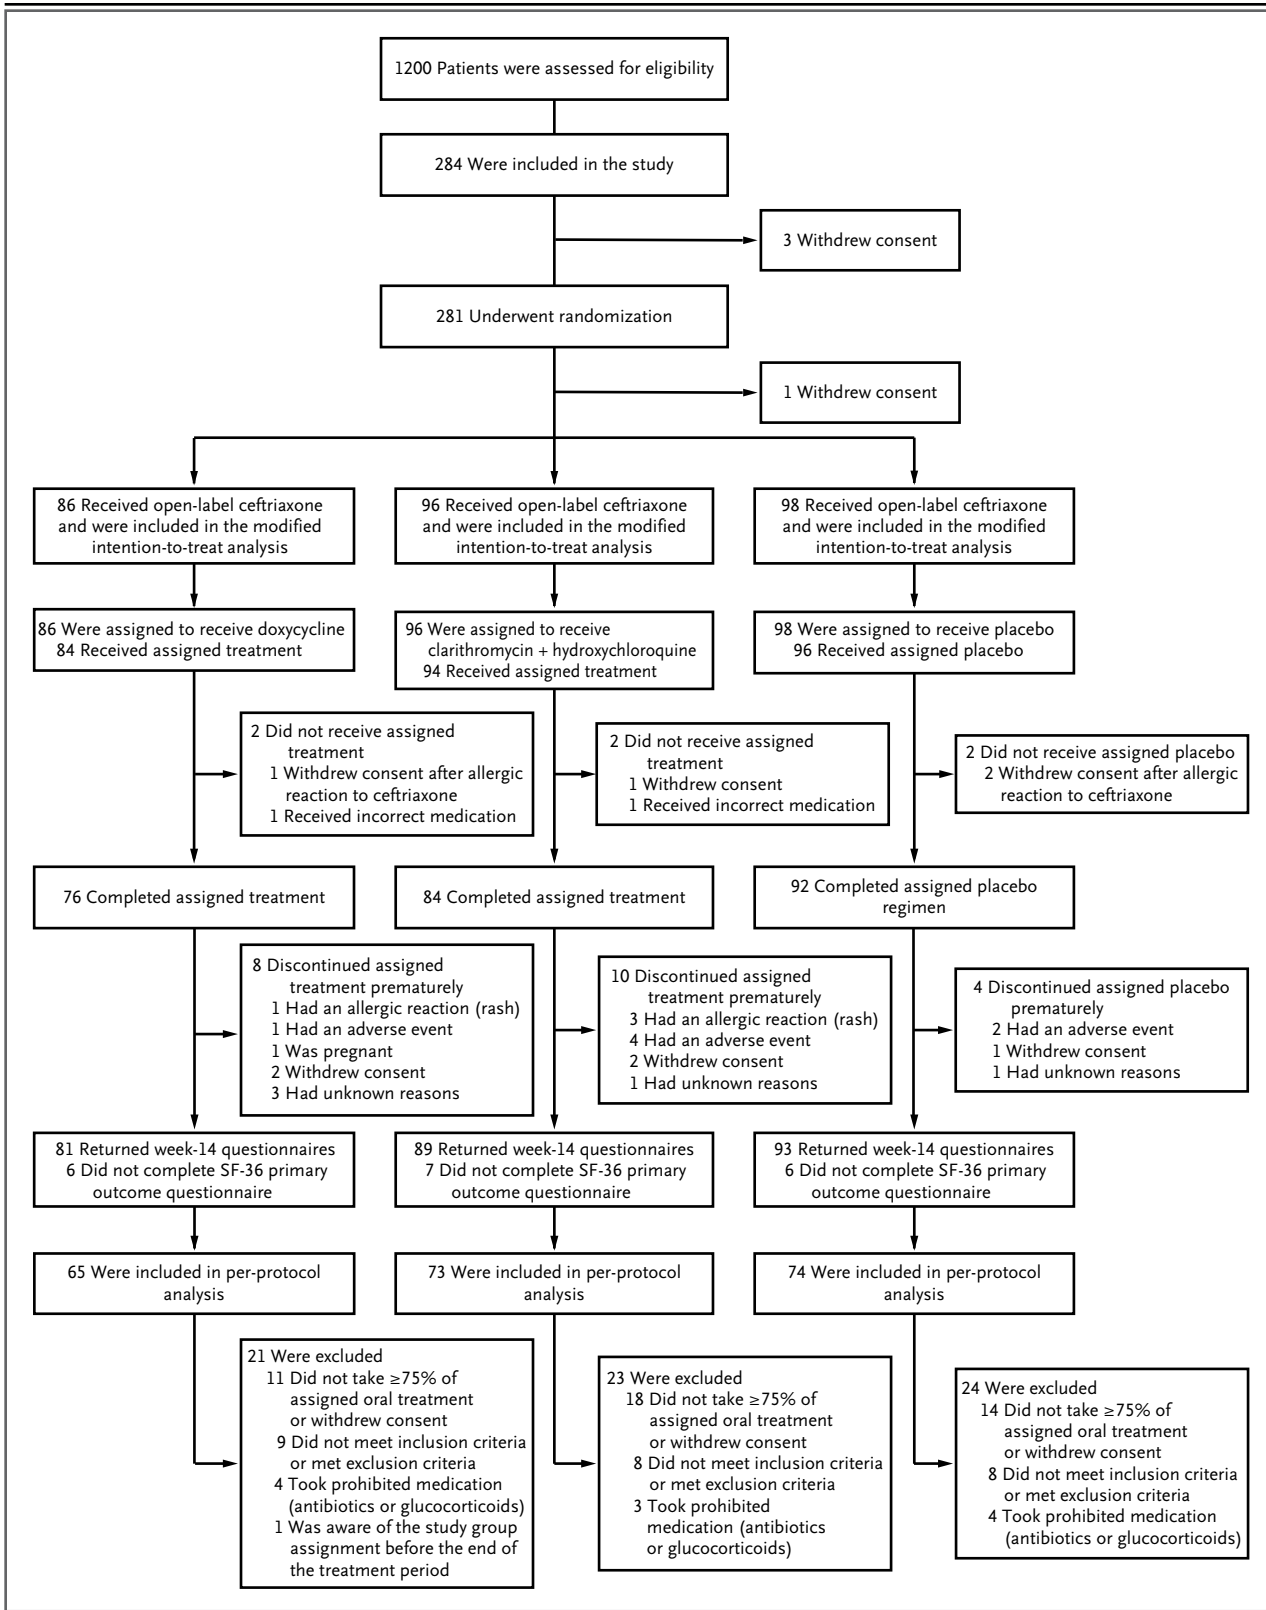 1200 Patients were assessed for eligibility
284 Were included in the study
3 Withdrew consent
281 Underwent randomization
1 Withdrew consent
86 Received open-label ceftriaxone
and were included in the modified
intention-to-treat analysis
96 Received open-label ceftriaxone
and were included in the modified
intention-to-treat analysis
98 Received open-label ceftriaxone
and were included in the modified
intention-to-treat analysis
86 Were assigned to receive doxycycline
84 Received assigned treatment
96 Were assigned to receive
clarithromycin + hydroxychloroquine
94 Received assigned treatment
98 Were assigned to receive placebo
96 Received assigned placebo
2 Did not receive assigned
treatment
1 Withdrew consent after allergic
reaction to ceftriaxone
1 Received incorrect medication
2 Did not receive assigned
treatment
1 Withdrew consent
1 Received incorrect medication
2 Did not receive assigned placebo
2 Withdrew consent after allergic
reaction to ceftriaxone
76 Completed assigned treatment
84 Completed assigned treatment
92 Completed assigned placebo
regimen
8 Discontinued assigned
treatment prematurely
1 Had an allergic reaction (rash)
1 Had an adverse event
1 Was pregnant
2 Withdrew consent
3 Had unknown reasons
10 Discontinued assigned
treatment prematurely
3 Had an allergic reaction (rash)
4 Had an adverse event
2 Withdrew consent
1 Had unknown reasons
4 Discontinued assigned placebo
prematurely
2 Had an adverse event
1 Withdrew consent
1 Had unknown reasons
81 Returned week-14 questionnaires
6 Did not complete SF-36 primary
outcome questionnaire
89 Returned week-14 questionnaires
7 Did not complete SF-36 primary
outcome questionnaire
93 Returned week-14 questionnaires
6 Did not complete SF-36 primary
outcome questionnaire
65 Were included in per-protocol
analysis
73 Were included in per-protocol
analysis
74 Were included in per-protocol
analysis
21 Were excluded
11 Did not take ≥75% of
assigned oral treatment
or withdrew consent
9 Did not meet inclusion criteria
or met exclusion criteria
4 Took prohibited medication
(antibiotics or glucocorticoids)
1 Was aware of the study group
assignment before the end of
the treatment period
23 Were excluded
18 Did not take ≥75% of
assigned oral treatment
or withdrew consent
8 Did not meet inclusion criteria
or met exclusion criteria
3 Took prohibited
medication (antibiotics
or glucocorticoids)
24 Were excluded
14 Did not take ≥75% of
assigned oral treatment
or withdrew consent
8 Did not meet inclusion criteria
or met exclusion criteria
4 Took prohibited medication
(antibiotics or glucocorticoids)